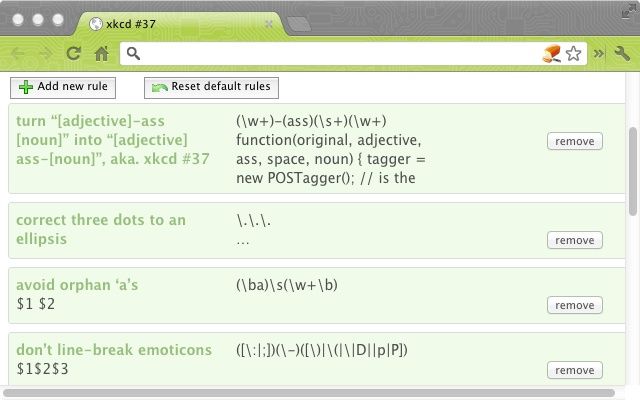 xkcd #37
Add new rule
Reset default rules
turn “[adjective]-ass
[noun]” into “[adjective]
ass-[noun]”, aka. xkcd #37
(\w+)-(ass)(\s+)(\w+)
function(original, adjective,
ass, space, noun) { tagger =
new POSTagger(); // is the
remove
correct three dots to an
ellipsis
\.\.\.
…
remove
avoid orphan ‘a’s
$1 $2
(\ba)\s(\w+\b)
remove
don’t line-break emoticons
$1$2$3
([\:|;])(\-)([\)|\(|\|D||p|P])
remove